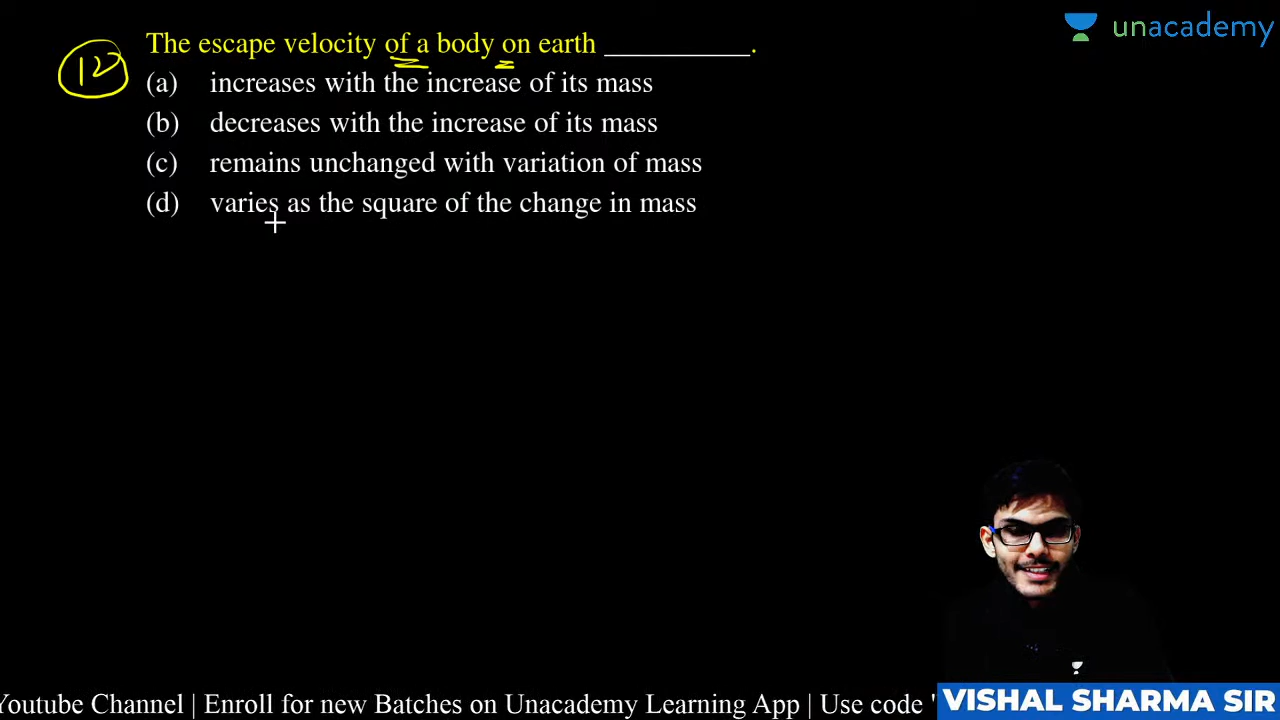 unacademy
12
The escape velocity of a body on earth ___________.
(a) increases with the increase of its mass
(b) decreases with the increase of its mass
(c) remains unchanged with variation of mass
(d) varies as the square of the change in mass
Youtube Channel | Enroll for new Batches on Unacademy Learning App | Use code '
VISHAL SHARMA SIR